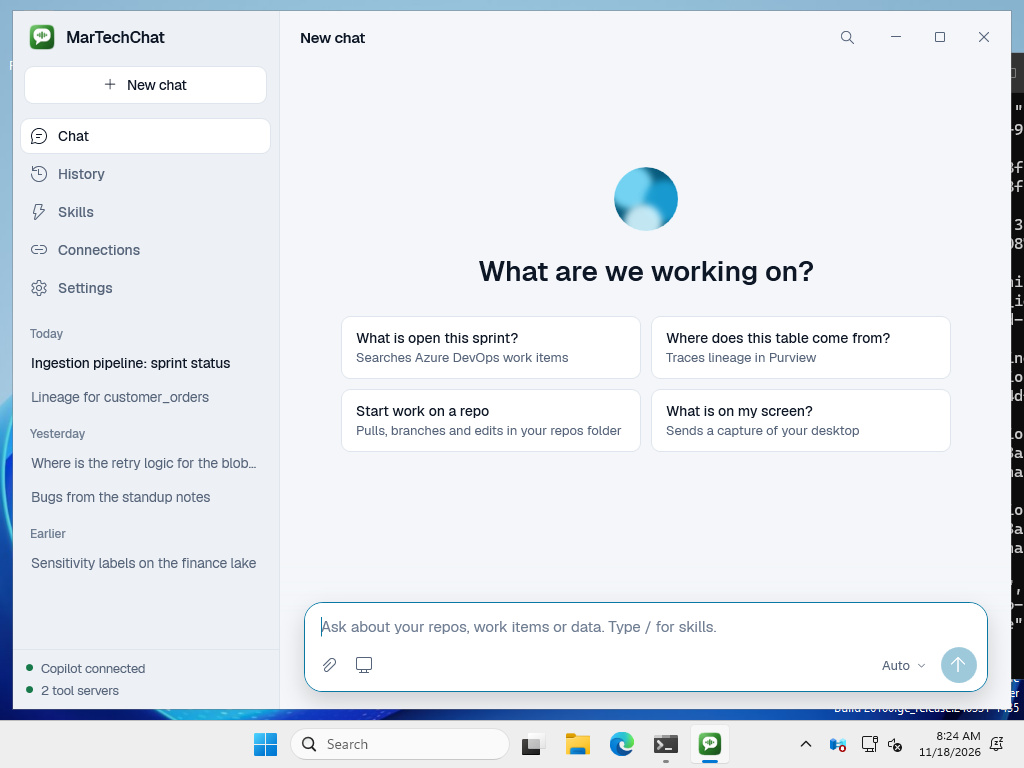 MarTechChat
New chat
Chat
History
Skills
Connections
Settings
Today
Ingestion pipeline: sprint status
Lineage for customer_orders
Yesterday
Where is the retry logic for the blob…
Bugs from the standup notes
Earlier
Sensitivity labels on the finance lake
Copilot connected
2 tool servers
New chat
What are we working on?
What is open this sprint?
Searches Azure DevOps work items
Where does this table come from?
Traces lineage in Purview
Start work on a repo
Pulls, branches and edits in your repos folder
What is on my screen?
Sends a capture of your desktop
Ask about your repos, work items or data. Type / for skills.
Auto
Search
8:24 AM
11/18/2026